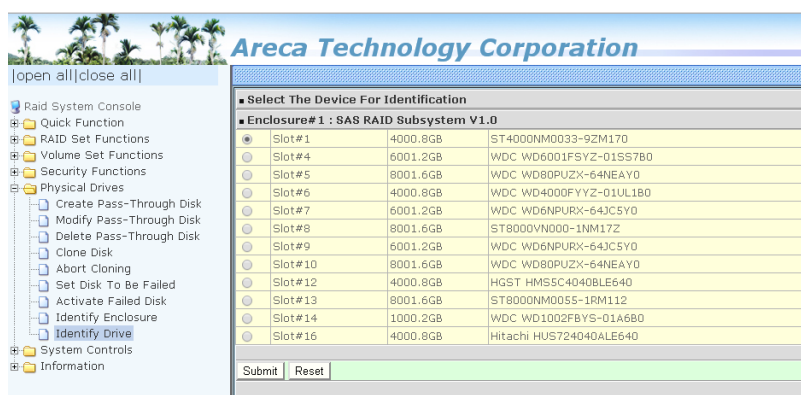 Areca Technology Corporation
|open all|close all|
Raid System Console
Quick Function
RAID Set Functions
Volume Set Functions
Security Functions
Physical Drives
Create Pass-Through Disk
Modify Pass-Through Disk
Delete Pass-Through Disk
Clone Disk
Abort Cloning
Set Disk To Be Failed
Activate Failed Disk
Identify Enclosure
Identify Drive
System Controls
Information
Select The Device For Identification
Enclosure#1 : SAS RAID Subsystem V1.0
Slot#1 4000.8GB ST4000NM0033-9ZM170
Slot#4 6001.2GB WDC WD6001FSYZ-01SS7B0
Slot#5 8001.6GB WDC WD80PUZX-64NEAY0
Slot#6 4000.8GB WDC WD4000FYYZ-01UL1B0
Slot#7 6001.2GB WDC WD6NPURX-64JC5Y0
Slot#8 8001.6GB ST8000VN000-1NM17Z
Slot#9 6001.2GB WDC WD6NPURX-64JC5Y0
Slot#10 8001.6GB WDC WD80PUZX-64NEAY0
Slot#12 4000.8GB HGST HMS5C4040BLE640
Slot#13 8001.6GB ST8000NM0055-1RM112
Slot#14 1000.2GB WDC WD1002FBYS-01A6B0
Slot#16 4000.8GB Hitachi HUS724040ALE640
Submit Reset